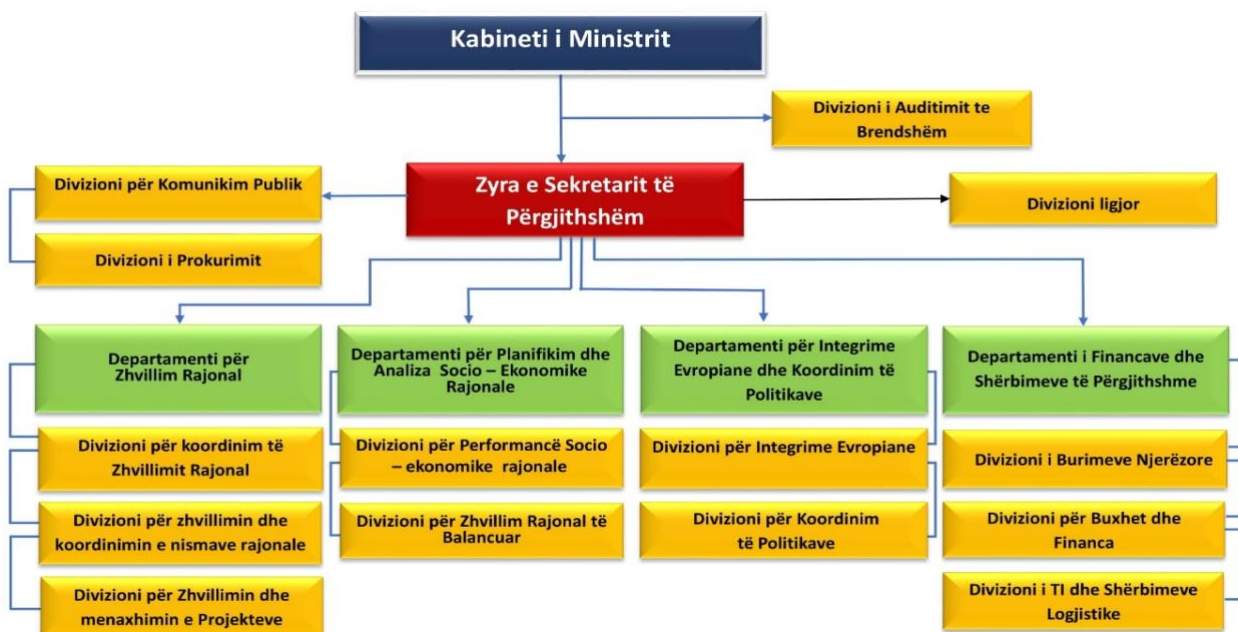 Kabineti i Ministrit
Divizioni i Auditimit te
Brendshëm
Divizioni për Komunikim Publik
Zyra e Sekretarit të
Përgjithshëm
Divizioni ligjor
Divizioni i Prokurimit
Departamenti për
Zhvillim Rajonal
Departamenti për Planifikim dhe
Analiza Socio – Ekonomike
Rajonale
Departamenti për Integrime
Evropiane dhe Koordinim të
Politikave
Departamenti i Financave dhe
Shërbimeve të Përgjithshme
Divizioni për koordinim të
Zhvillimit Rajonal
Divizioni për Performancë Socio
– ekonomike rajonale
Divizioni për Integrime Evropiane
Divizioni i Burimeve Njerëzore
Divizioni për zhvillimin dhe
koordinimin e nismave rajonale
Divizioni për Zhvillim Rajonal të
Balancuar
Divizioni për Koordinim
të Politikave
Divizioni për Buxhet dhe
Financa
Divizioni për Zhvillimin dhe
menaxhimin e Projekteve
Divizioni i TI dhe Shërbimeve
Logjistike